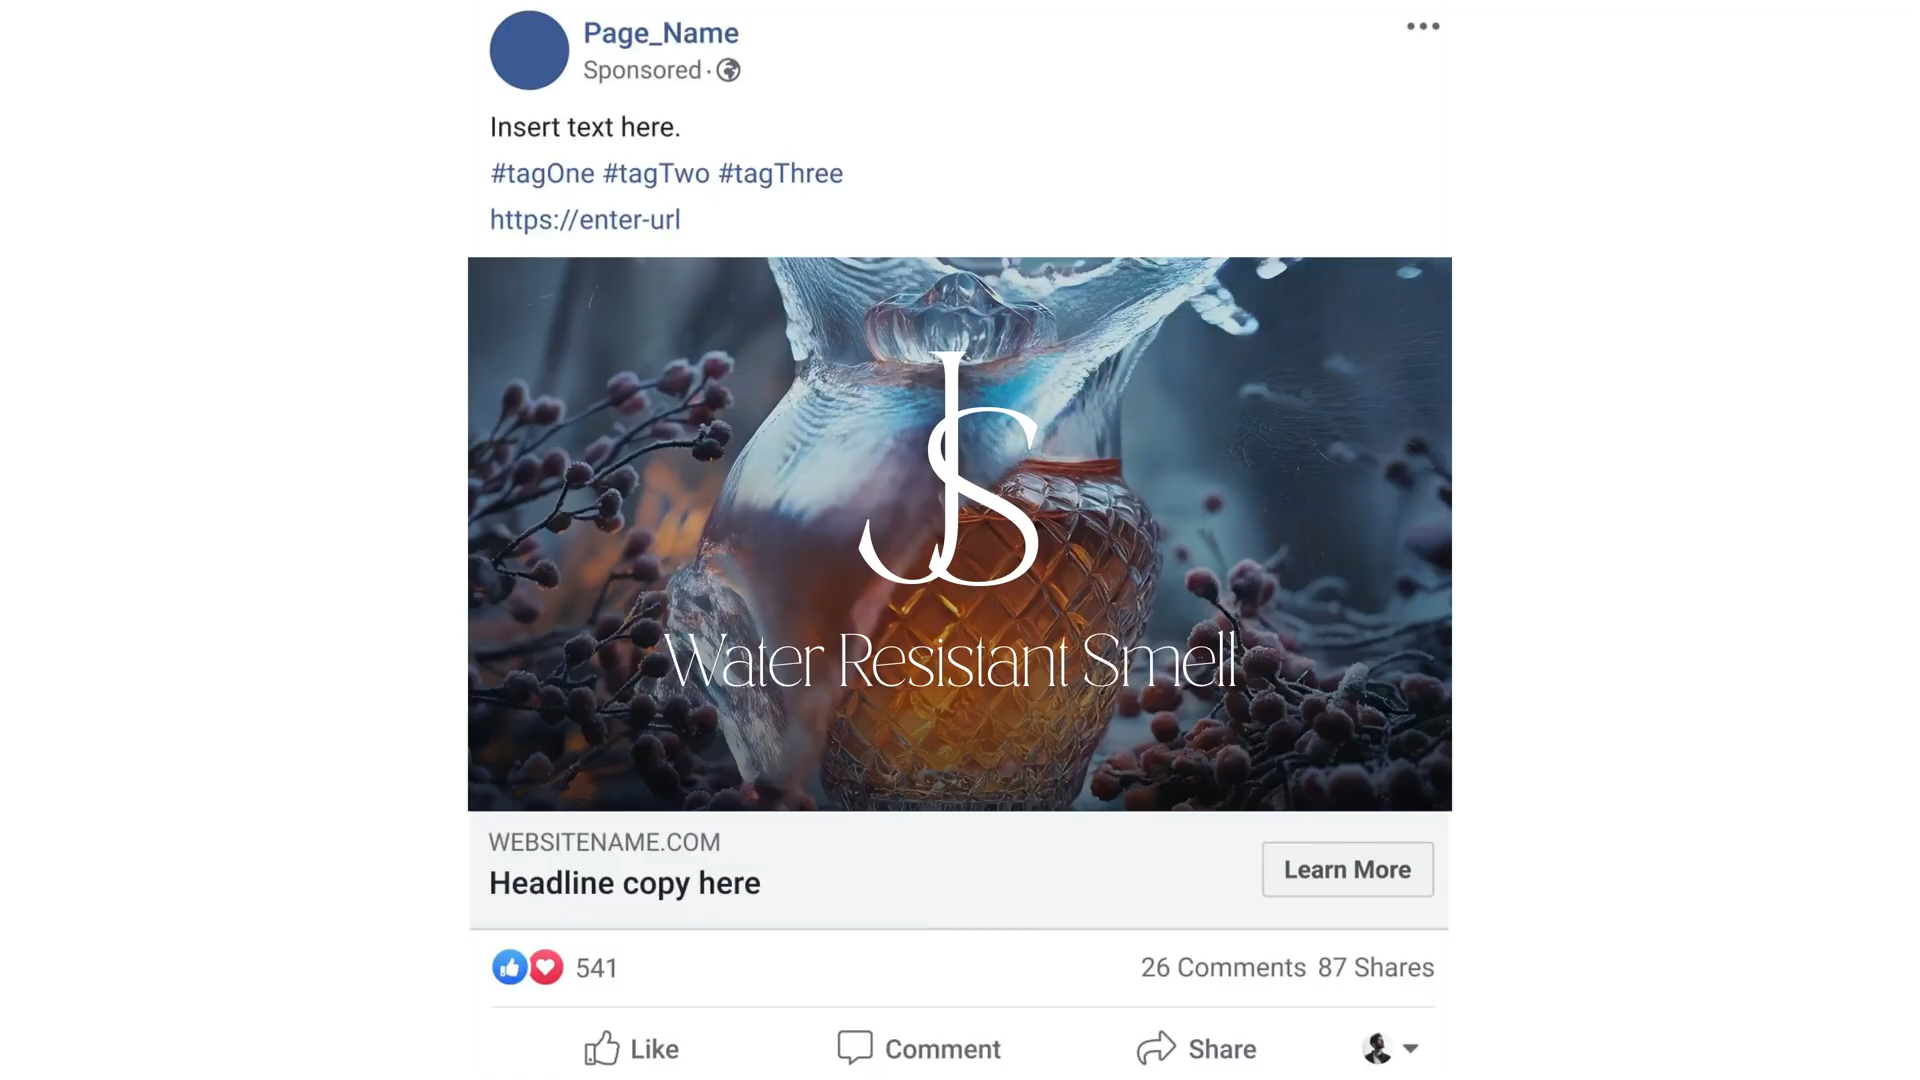 Page_Name
Sponsored ·
Insert text here.
#tagOne #tagTwo #tagThree
https://enter-url
JS
Water Resistant Smell
WEBSITENAME.COM
Headline copy here
Learn More
541
26 Comments 87 Shares
Like
Comment
Share